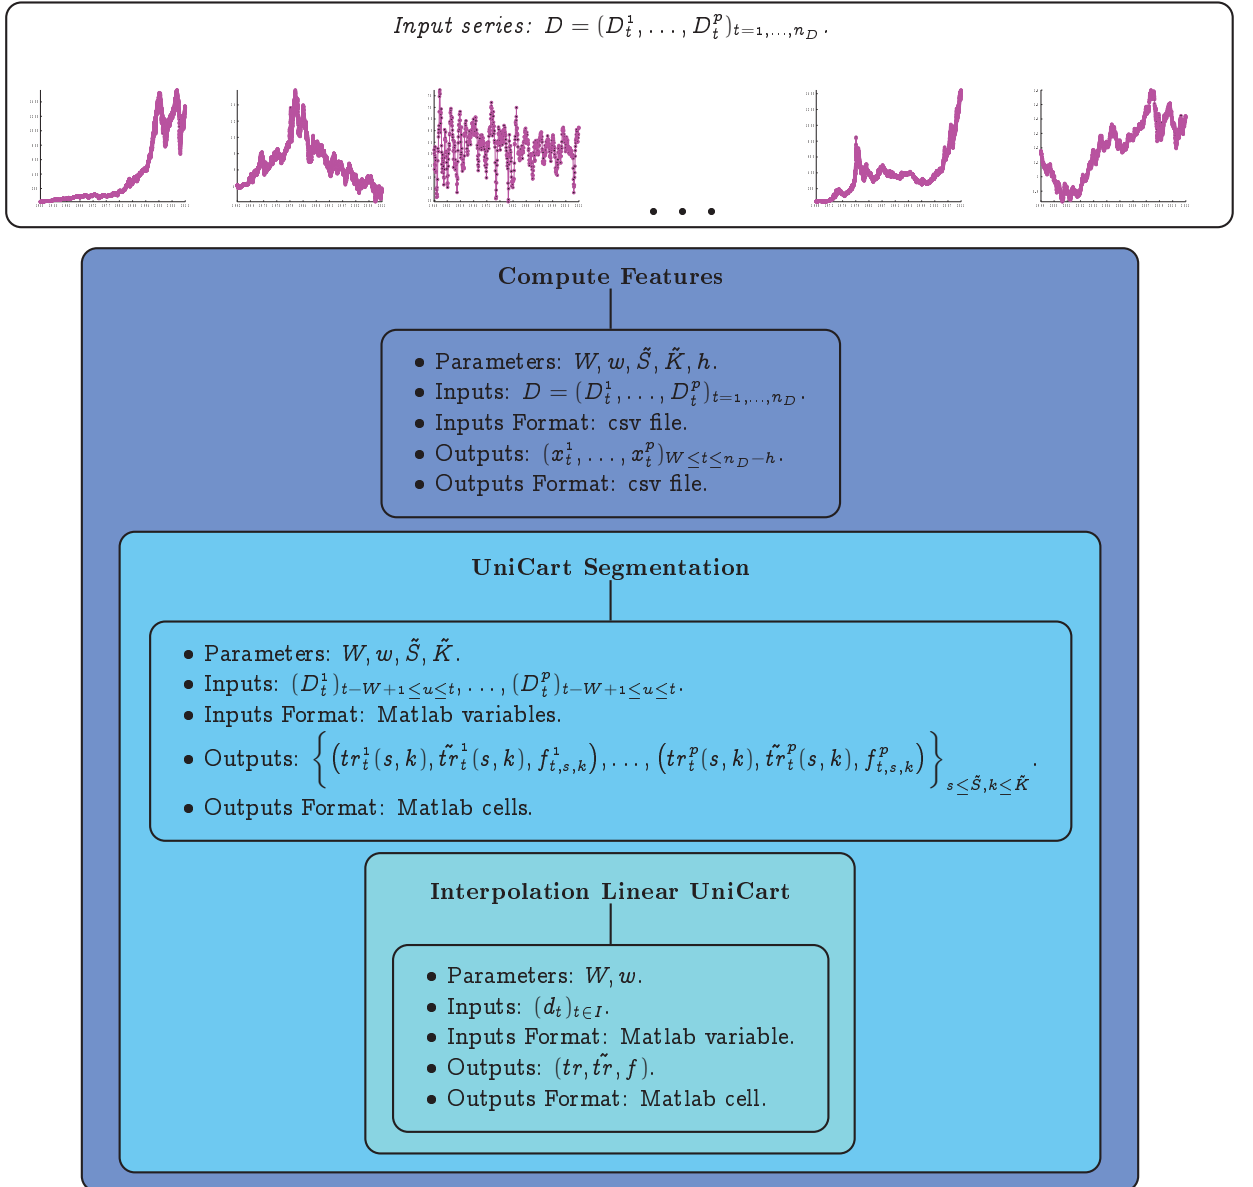 Input series: D = (D_t^1, . . . , D_t^p)_{t=1,...,n_D}.
• • •
Compute Features
• Parameters: W, w, S̃, K̃, h.
• Inputs: D = (D_t^1, . . . , D_t^p)_{t=1,...,n_D}.
• Inputs Format: csv file.
• Outputs: (x_t^1, . . . , x_t^p)_{W≤t≤n_D−h}.
• Outputs Format: csv file.
UniCart Segmentation
• Parameters: W, w, S̃, K̃.
• Inputs: (D_t^1)_{t−W+1≤u≤t}, . . . , (D_t^p)_{t−W+1≤u≤t}.
• Inputs Format: Matlab variables.
• Outputs: {(tr_t^1(s, k), t̃r_t^1(s, k), f_{t,s,k}^1), . . . , (tr_t^p(s, k), t̃r_t^p(s, k), f_{t,s,k}^p)}_{s≤S̃,k≤K̃}.
• Outputs Format: Matlab cells.
Interpolation Linear UniCart
• Parameters: W, w.
• Inputs: (d_t)_{t∈I}.
• Inputs Format: Matlab variable.
• Outputs: (tr, t̃r, f).
• Outputs Format: Matlab cell.